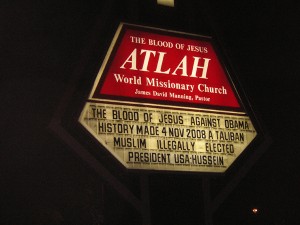 THE BLOOD OF JESUS
ATLAH
World Missionary Church
James David Manning, Pastor
THE BLOOD OF JESUS AGAINST OBAMA
HISTORY MADE 4 NOV 2008 A TALIBAN
MUSLIM ILLEGALLY ELECTED
PRESIDENT USA:HUSSEIN